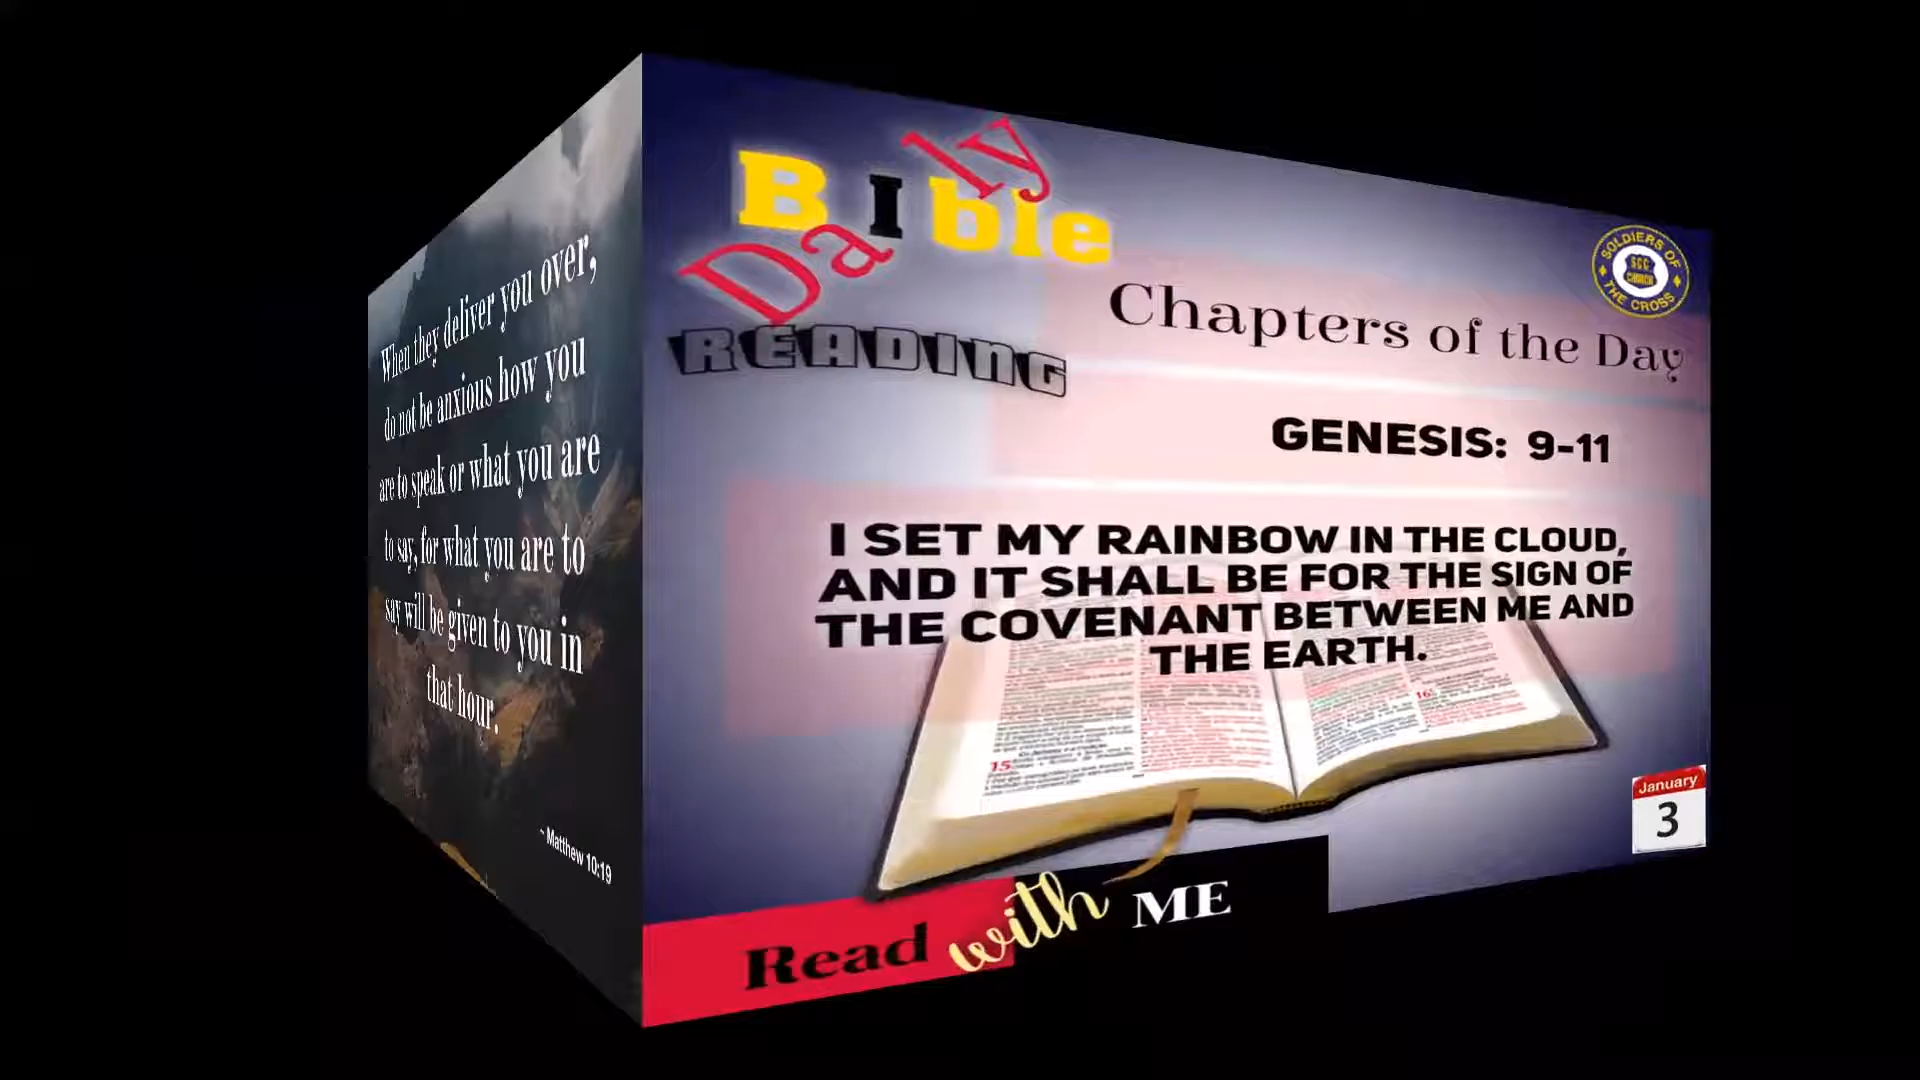 When they deliver you over,
do not be anxious how you
are to speak or what you are
to say, for what you are to
say will be given to you in
that hour.
- Matthew 10:19
Daily
BIble
READING
SOLDIERS OF
SCC
CHURCH
THE CROSS
Chapters of the Day
GENESIS: 9-11
I SET MY RAINBOW IN THE CLOUD,
AND IT SHALL BE FOR THE SIGN OF
THE COVENANT BETWEEN ME AND
THE EARTH.
15
16
January
3
Read with ME